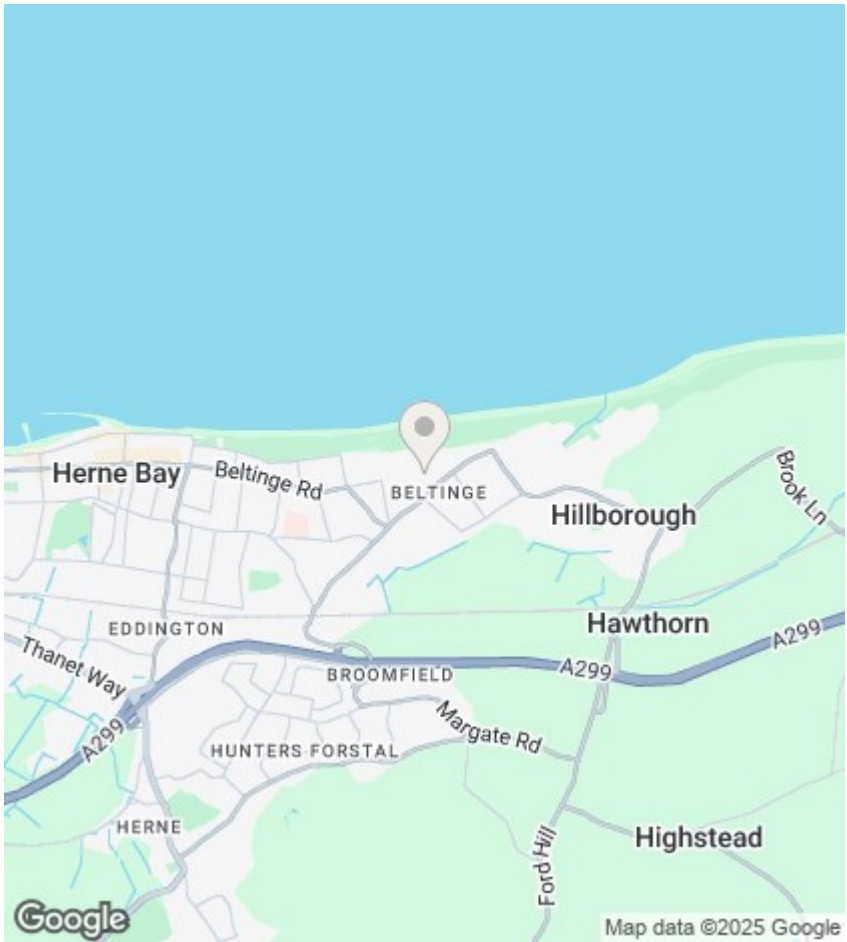 Herne Bay
Beltinge Rd
BELTINGE
Hillborough
Brook Ln
EDDINGTON
Hawthorn
Thanet Way
A299
A299
BROOMFIELD
A299
Margate Rd
HUNTERS FORSTAL
HERNE
Ford Hill
Highstead
Google
Map data ©2025 Google